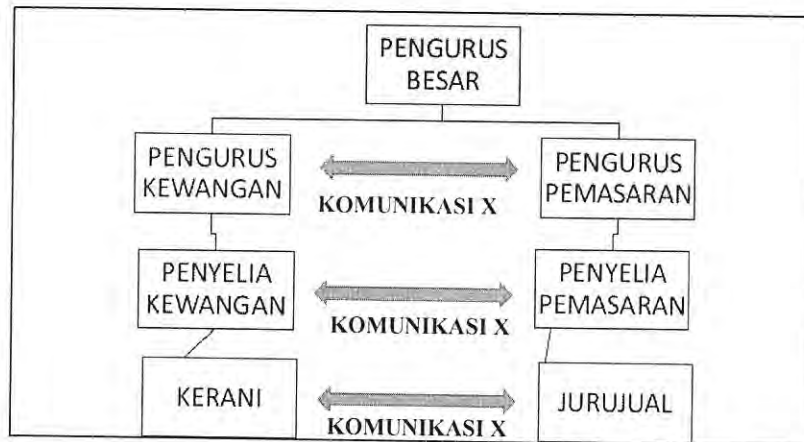 PENGURUS
BESAR
PENGURUS
KEWANGAN
KOMUNIKASI X
PENGURUS
PEMASARAN
PENYELIA
KEWANGAN
KOMUNIKASI X
PENYELIA
PEMASARAN
KERANI
KOMUNIKASI X
JURUJUAL